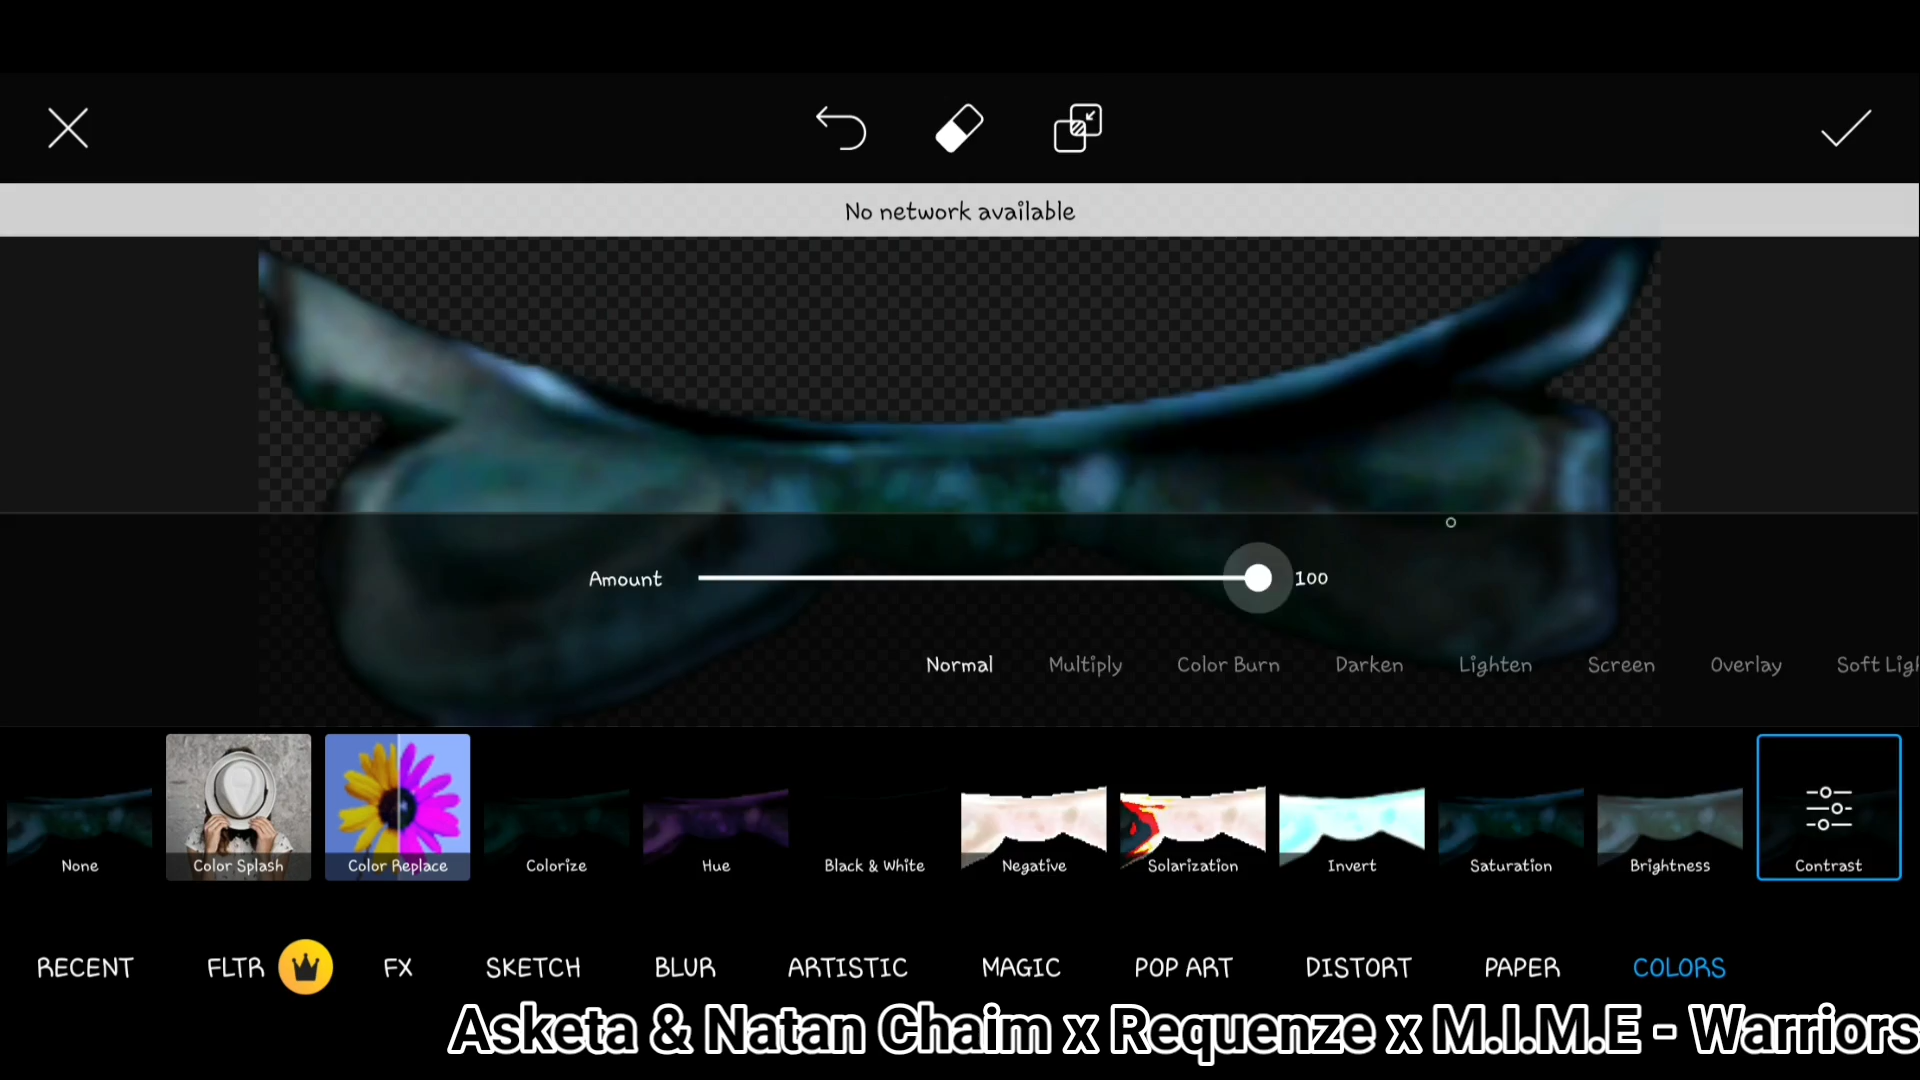 No network available
Amount 100
Normal Multiply Color Burn Darken Lighten Screen Overlay Soft Ligh
None Color Splash Color Replace Colorize Hue Black & White Negative Solarization Invert Saturation Brightness Contrast
RECENT FLTR FX SKETCH BLUR ARTISTIC MAGIC POP ART DISTORT PAPER COLORS
Asketa & Natan Chaim x Requenze x M.I.M.E - Warriors